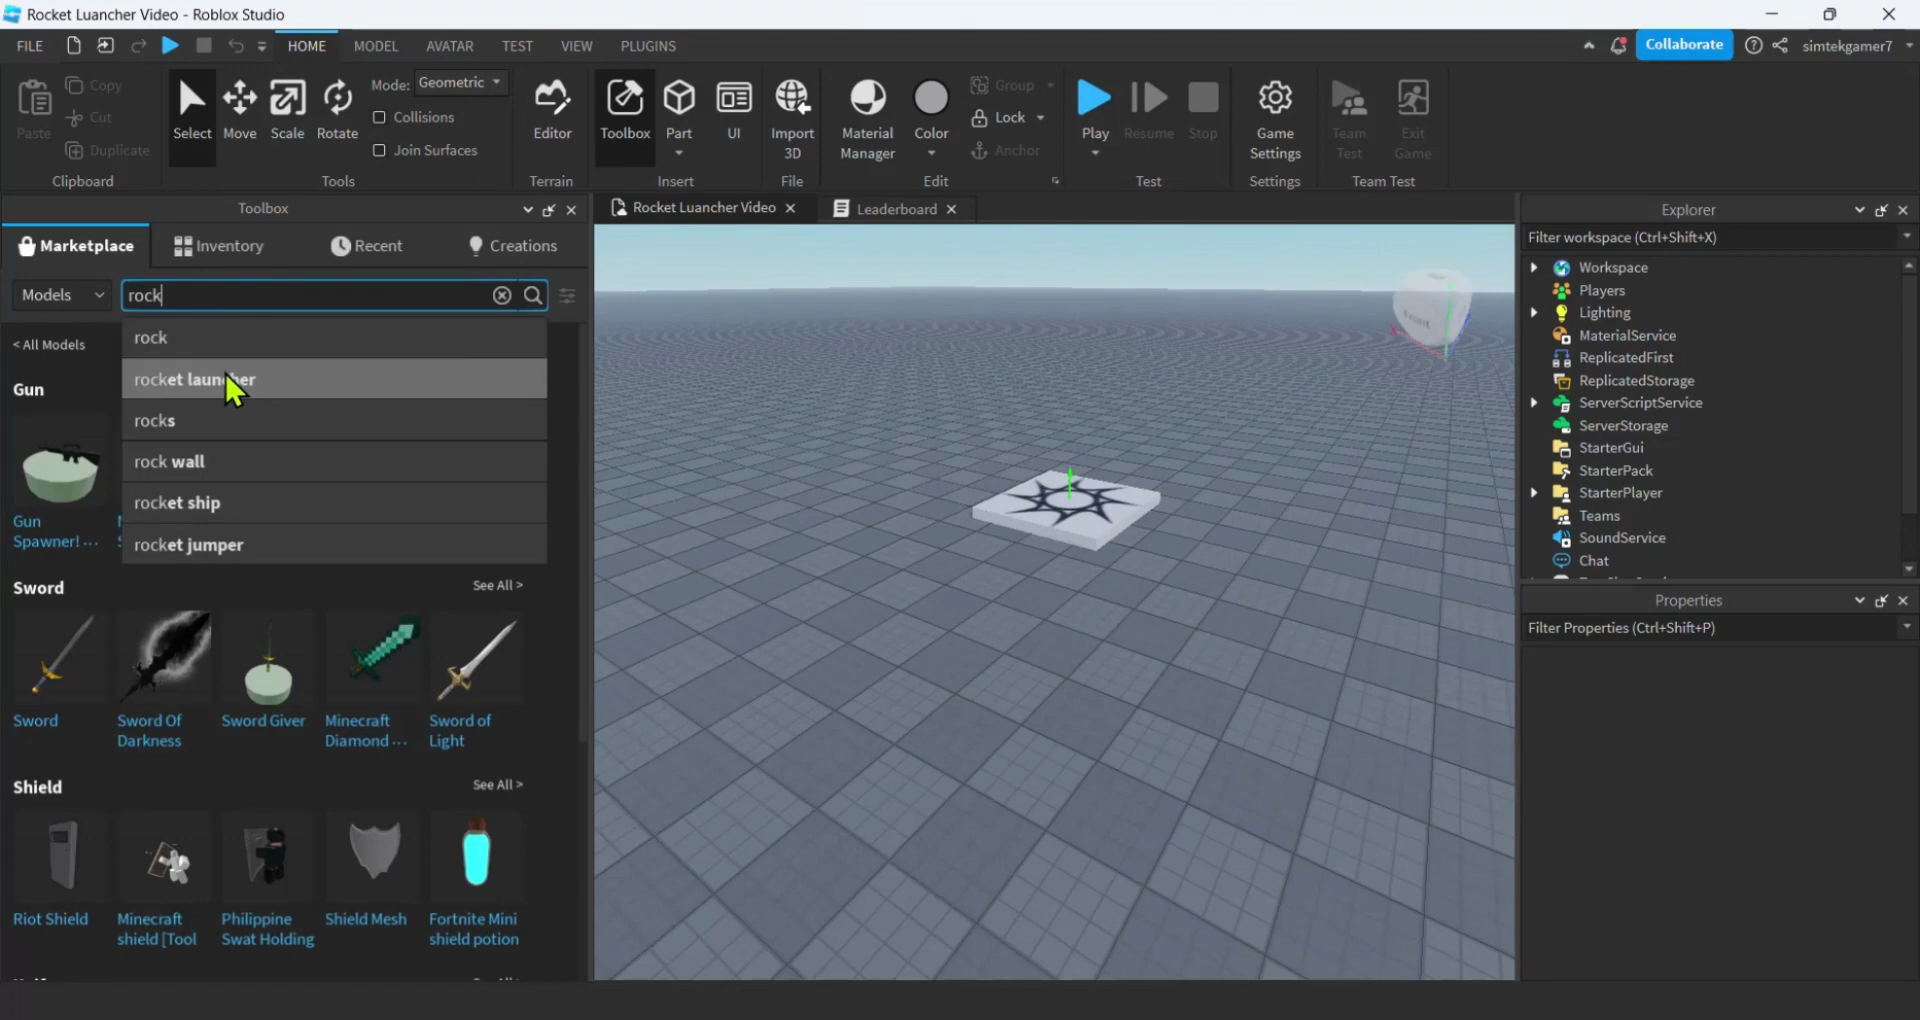 Rocket Luancher Video - Roblox Studio
FILE HOME MODEL AVATAR TEST VIEW PLUGINS Collaborate simtekgamer7
Paste Copy Cut Duplicate
Clipboard
Select Move Scale Rotate
Mode: Geometric
Collisions
Join Surfaces
Tools
Editor
Terrain
Toolbox Part UI
Insert
Import
3D
File
Material
Manager
Color
Group
Lock
Anchor
Edit
Play Resume Stop
Test
Game
Settings
Settings
Team
Test
Exit
Game
Team Test
Toolbox
Marketplace Inventory Recent Creations
Models rock
rock
rocket launcher
rocks
rock wall
rocket ship
rocket jumper
< All Models
Gun
Gun
Spawner! ...
Sword See All >
Sword
Sword Of
Darkness
Sword Giver
Minecraft
Diamond ...
Sword of
Light
Shield See All >
Riot Shield
Minecraft
shield [Tool
Philippine
Swat Holding
Shield Mesh
Fortnite Mini
shield potion
Rocket Luancher Video Leaderboard
Front
X
Explorer
Filter workspace (Ctrl+Shift+X)
Workspace
Players
Lighting
MaterialService
ReplicatedFirst
ReplicatedStorage
ServerScriptService
ServerStorage
StarterGui
StarterPack
StarterPlayer
Teams
SoundService
Chat
Properties
Filter Properties (Ctrl+Shift+P)